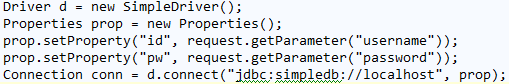 Driver d = new SimpleDriver();
Properties prop = new Properties();
prop.setProperty("id", request.getParameter("username"));
prop.setProperty("pw", request.getParameter("password"));
Connection conn = d.connect("jdbc:simpledb://localhost", prop);